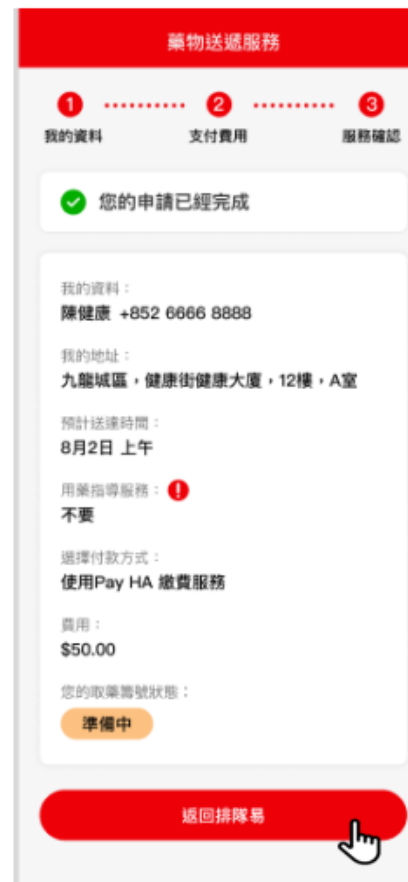 藥物送遞服務
1 2 3
我的資料 支付費用 服務確認
您的申請已經完成
我的資料：
陳健康 +852 6666 8888
我的地址：
九龍城區，健康街健康大廈，12樓，A室
預計送達時間：
8月2日 上午
用藥指導服務：
不要
選擇付款方式：
使用Pay HA 繳費服務
費用：
$50.00
您的取藥籌號狀態：
準備中
返回排隊易